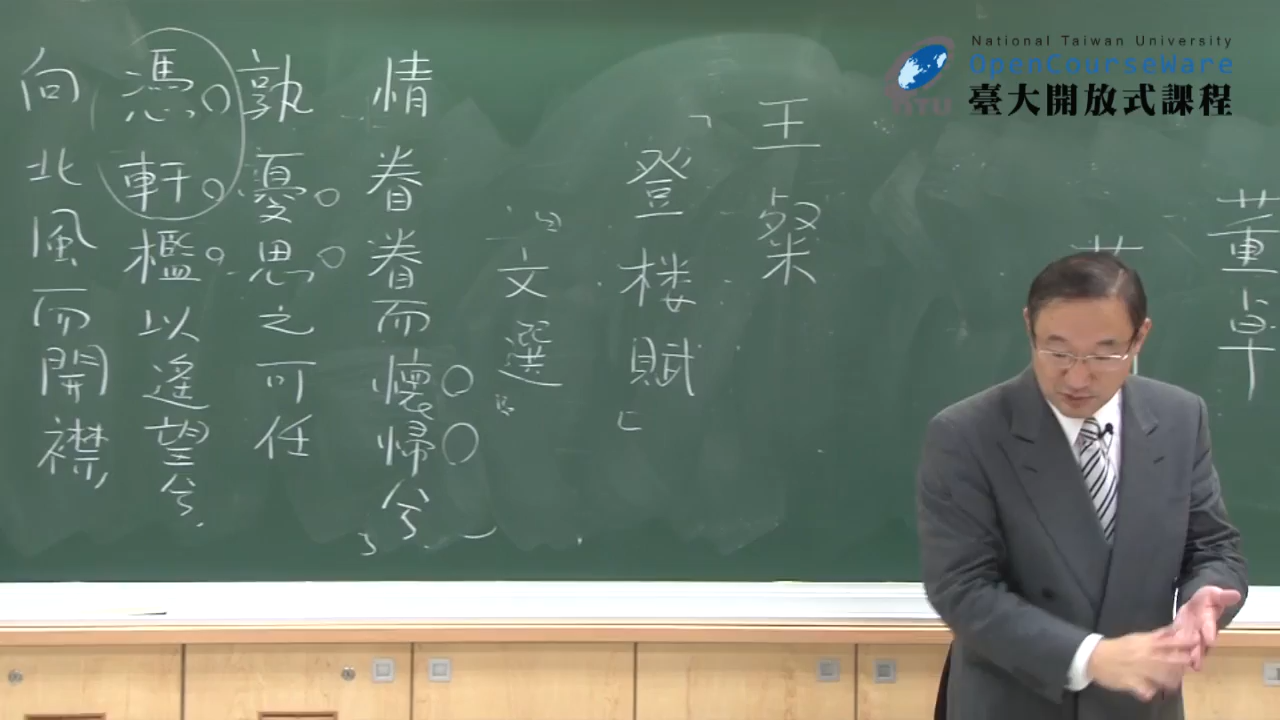 National Taiwan University
OpenCourseWare
臺大開放式課程
NTU
董卓
王粲
「登楼賦」
『文選』
情眷眷而懷帰兮
孰憂思之可任
憑軒檻以遙望兮
向北風而開襟